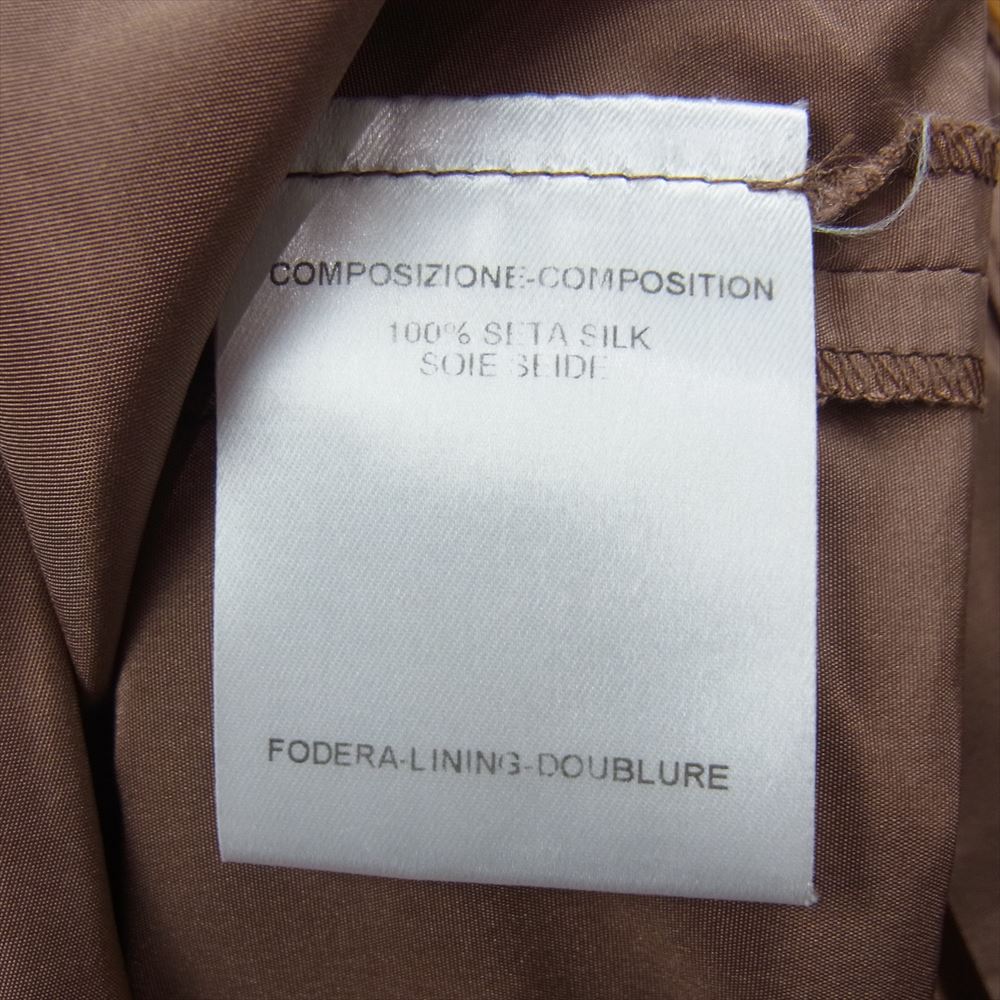 COMPOSIZIONE-COMPOSITION
100% SETA SILK
SOIE SEIDE
FODERA-LINING-DOUBLURE